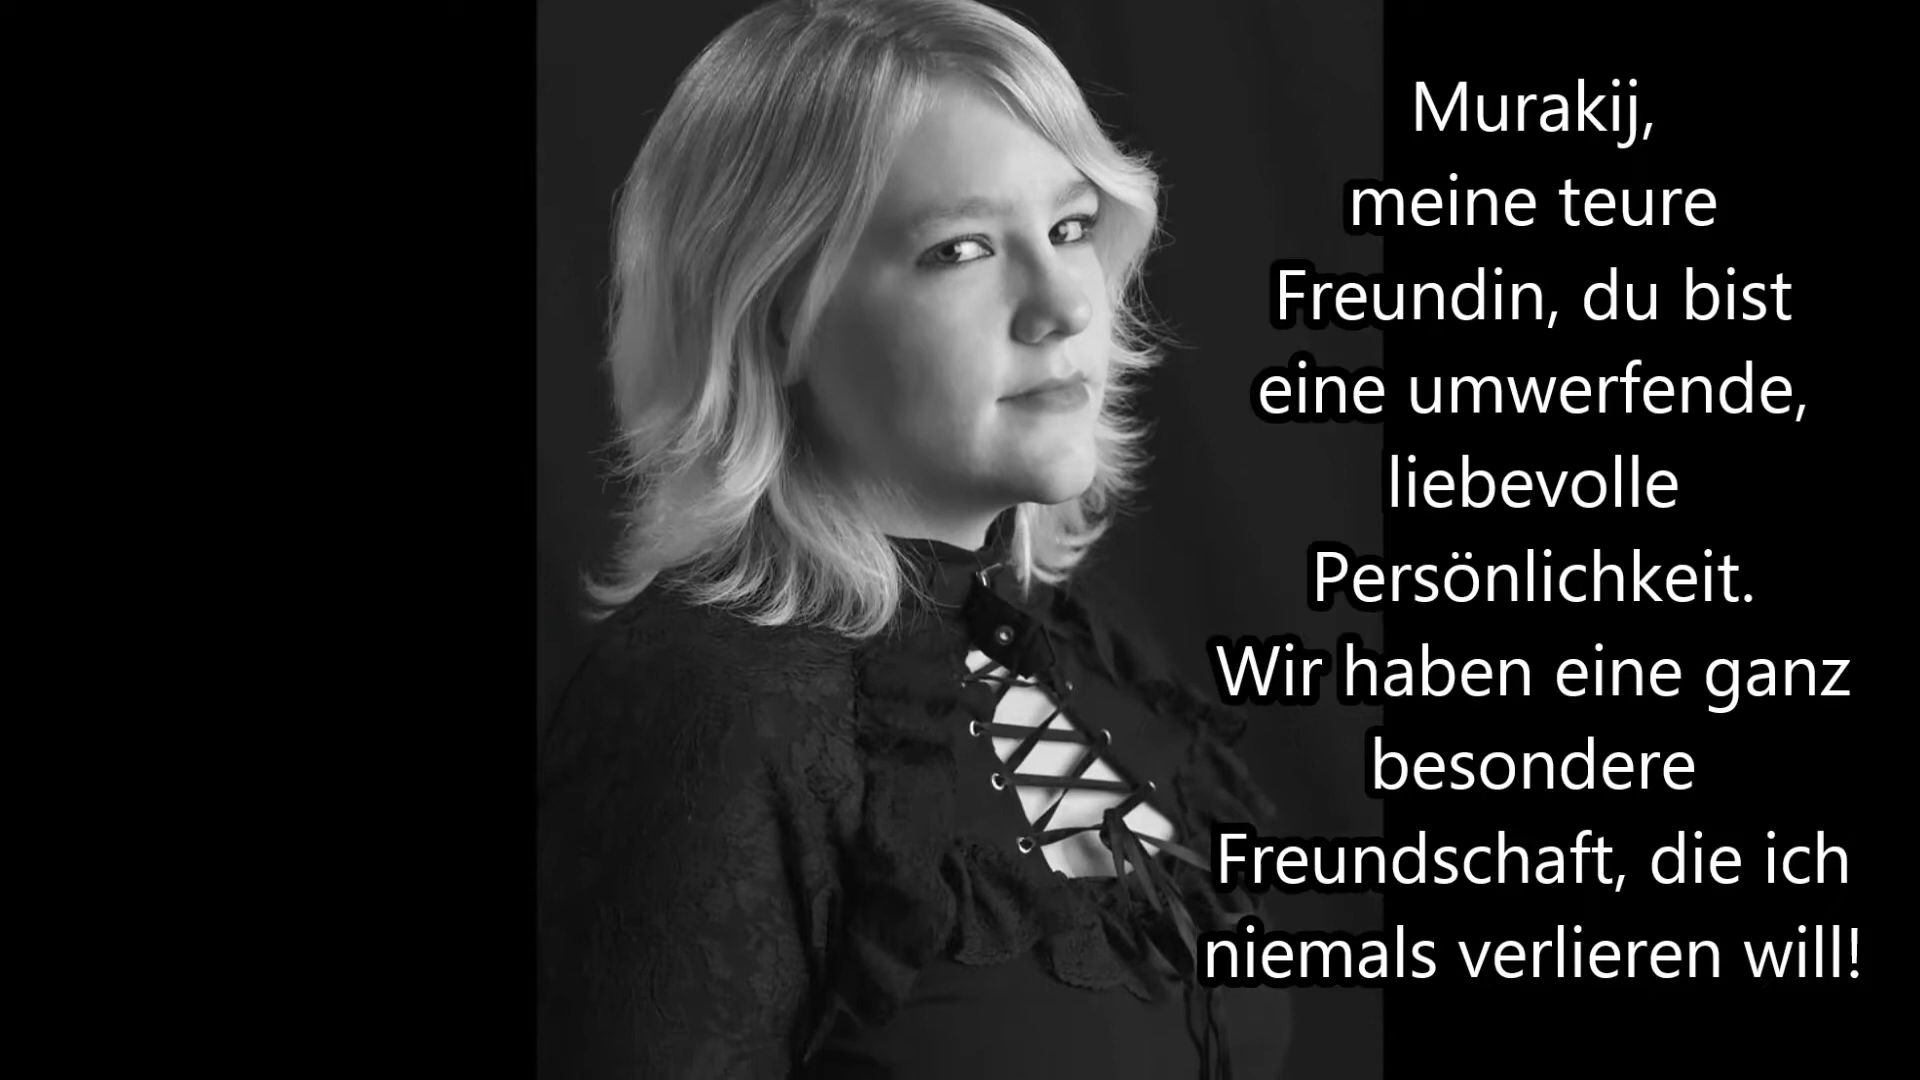 Murakij,
meine teure
Freundin, du bist
eine umwerfende,
liebevolle
Persönlichkeit.
Wir haben eine ganz
besondere
Freundschaft, die ich
niemals verlieren will!